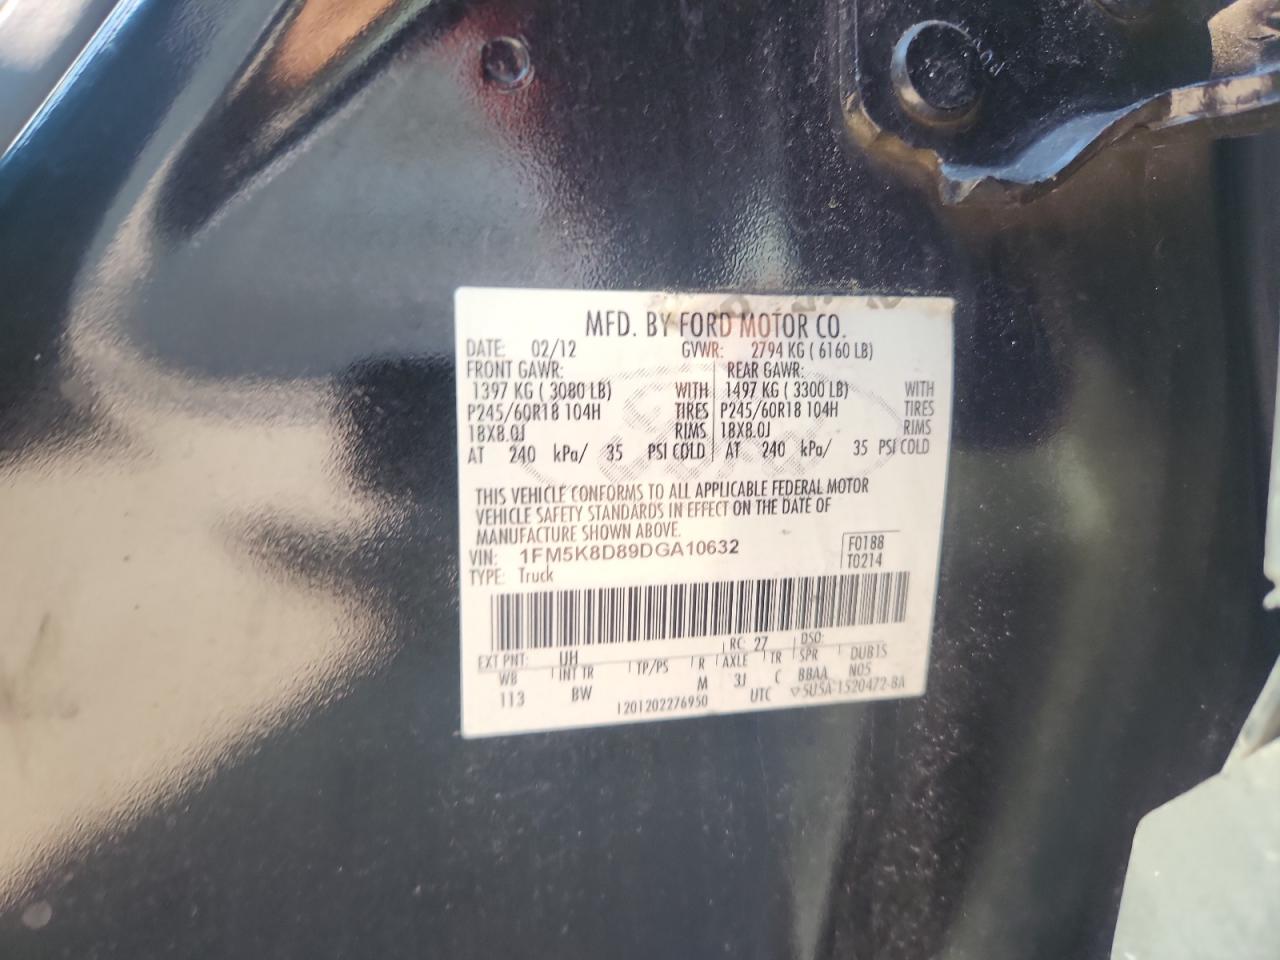 MFD. BY FORD MOTOR CO.
DATE: 02/12 GVWR: 2794 KG ( 6160 LB)
FRONT GAWR: REAR GAWR:
1397 KG ( 3080 LB) WITH 1497 KG ( 3300 LB) WITH
P245/60R18 104H TIRES P245/60R18 104H TIRES
18X8.0J RIMS 18X8.0J RIMS
AT 240 kPa/ 35 PSI COLD AT 240 kPa/ 35 PSI COLD
THIS VEHICLE CONFORMS TO ALL APPLICABLE FEDERAL MOTOR
VEHICLE SAFETY STANDARDS IN EFFECT ON THE DATE OF
MANUFACTURE SHOWN ABOVE.
VIN: 1FM5K8D89DGA10632 F0188
TYPE: Truck T0214
EXT PNT: UH RC: 27 DSO:
WB INT TR TP/PS R AXLE TR SPR DUB1S
113 BW M 3J C BBAA N05
1201202276950 UTC ▽5U5A-1520472-BA